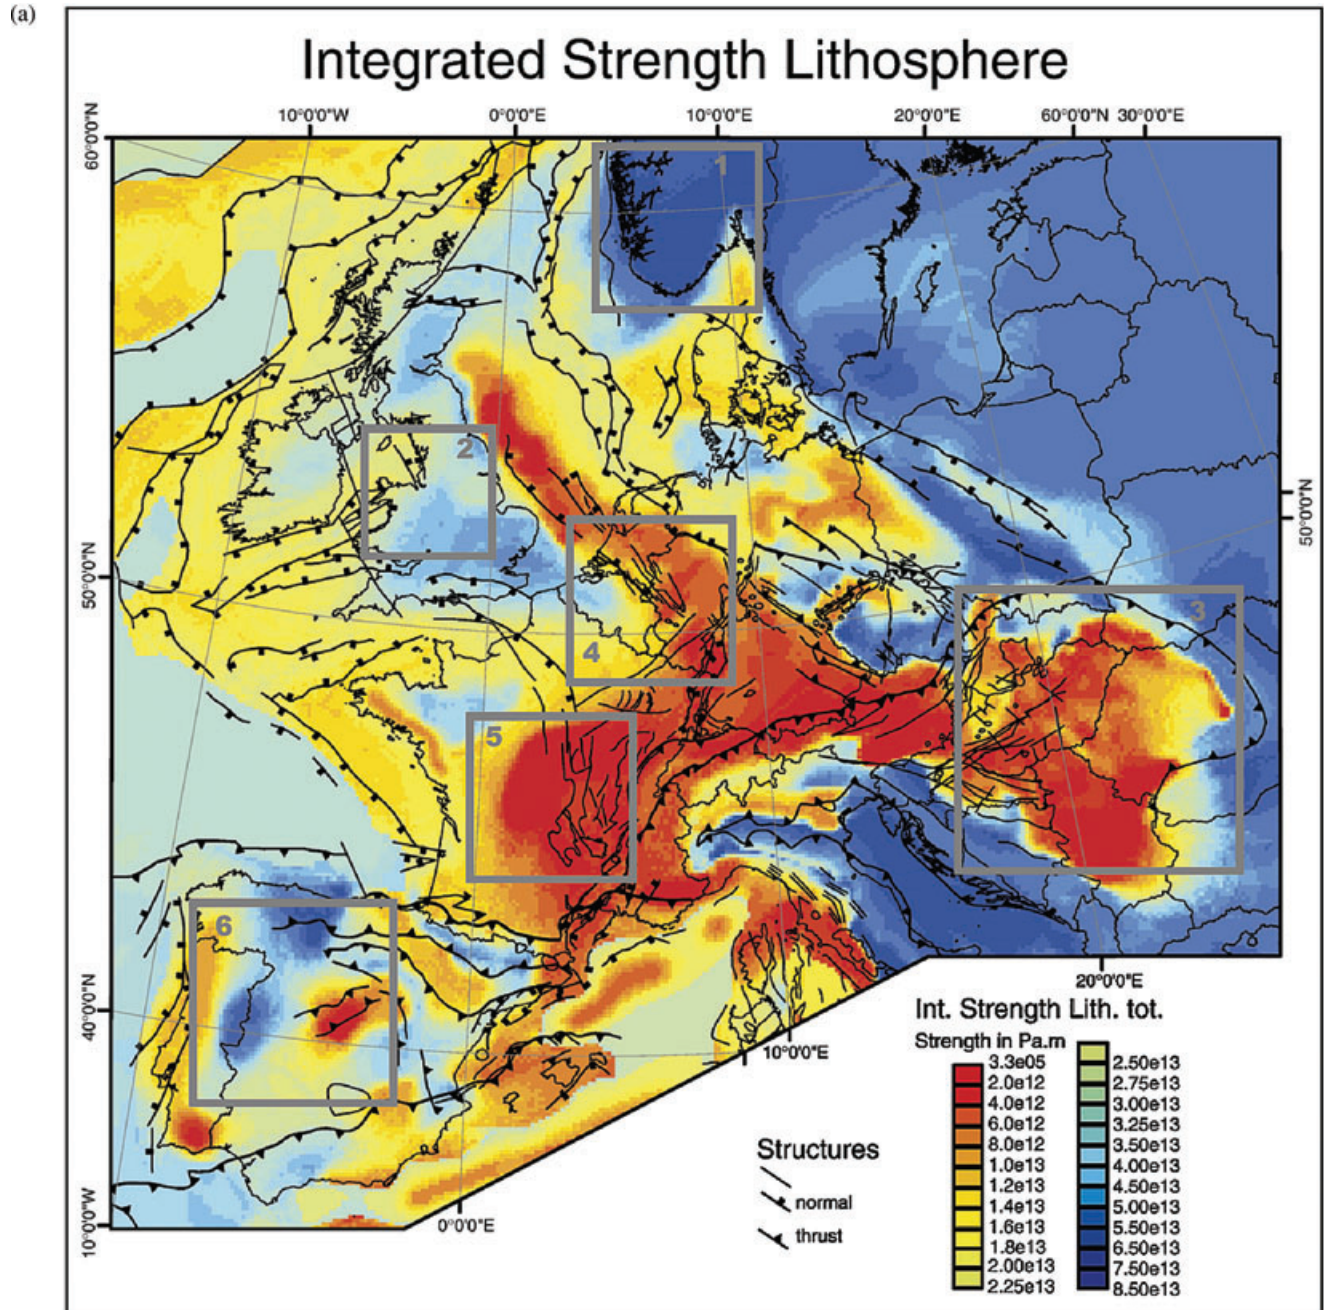 (a)
Integrated Strength Lithosphere
10°0'0"W 0°0'0"E 10°0'0"E 20°0'0"E 60°0'0"N 30°0'0"E
60°0'0"N
50°0'0"N
40°0'0"N
10°0'0"W
50°0'0"N
1
2
3
4
5
6
20°0'0"E
10°0'0"E
0°0'0"E
Structures
normal
thrust
Int. Strength Lith. tot.
Strength in Pa.m
3.3e05
2.0e12
4.0e12
6.0e12
8.0e12
1.0e13
1.2e13
1.4e13
1.6e13
1.8e13
2.00e13
2.25e13
2.50e13
2.75e13
3.00e13
3.25e13
3.50e13
4.00e13
4.50e13
5.00e13
5.50e13
6.50e13
7.50e13
8.50e13